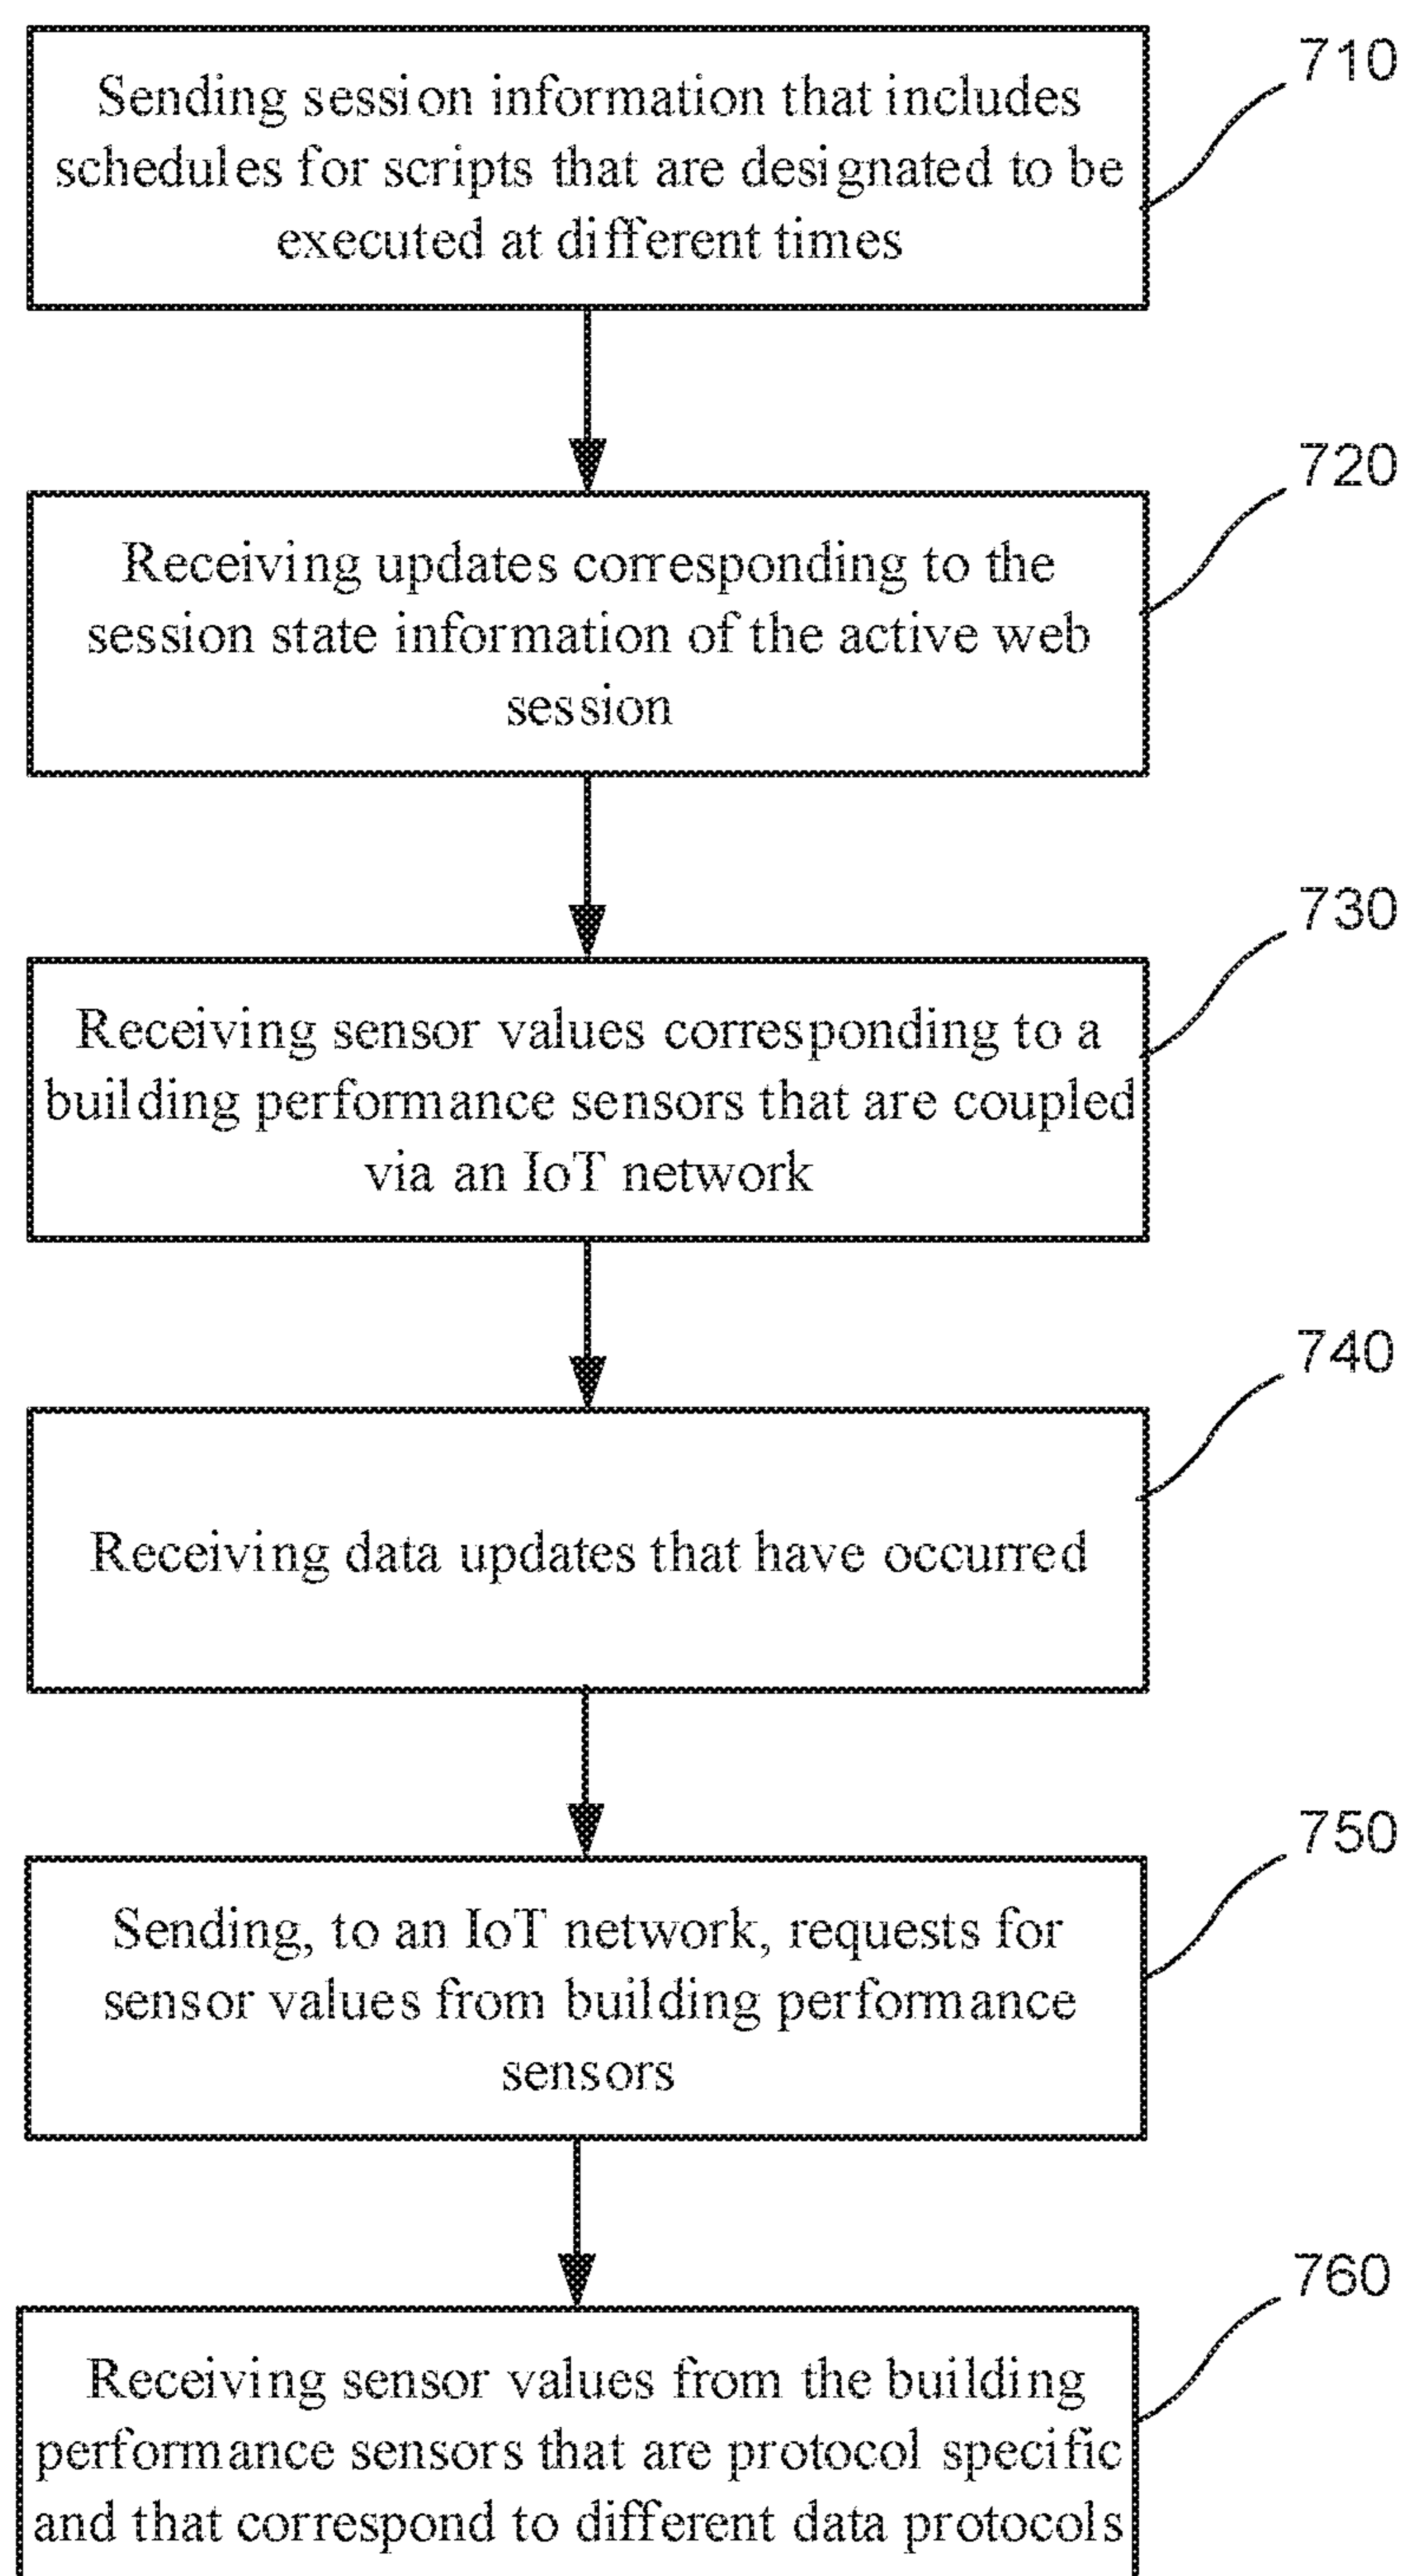 710
Sending session information that includes
schedules for scripts that are designated to be
executed at different times
720
Receiving updates corresponding to the
session state information of the active web
session
730
Receiving sensor values corresponding to a
building performance sensors that are coupled
via an IoT network
740
Receiving data updates that have occurred
750
Sending, to an IoT network, requests for
sensor values from building performance
sensors
760
Receiving sensor values from the building
performance sensors that are protocol specific
and that correspond to different data protocols